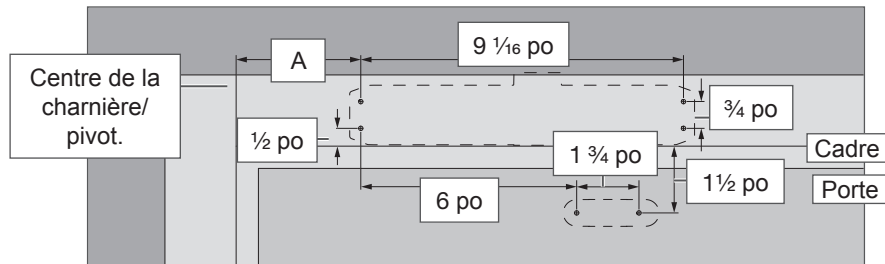 A
9 1⁄16 po
Centre de la
charnière/
pivot.
½ po
¾ po
1 ¾ po
Cadre
6 po
1½ po
Porte